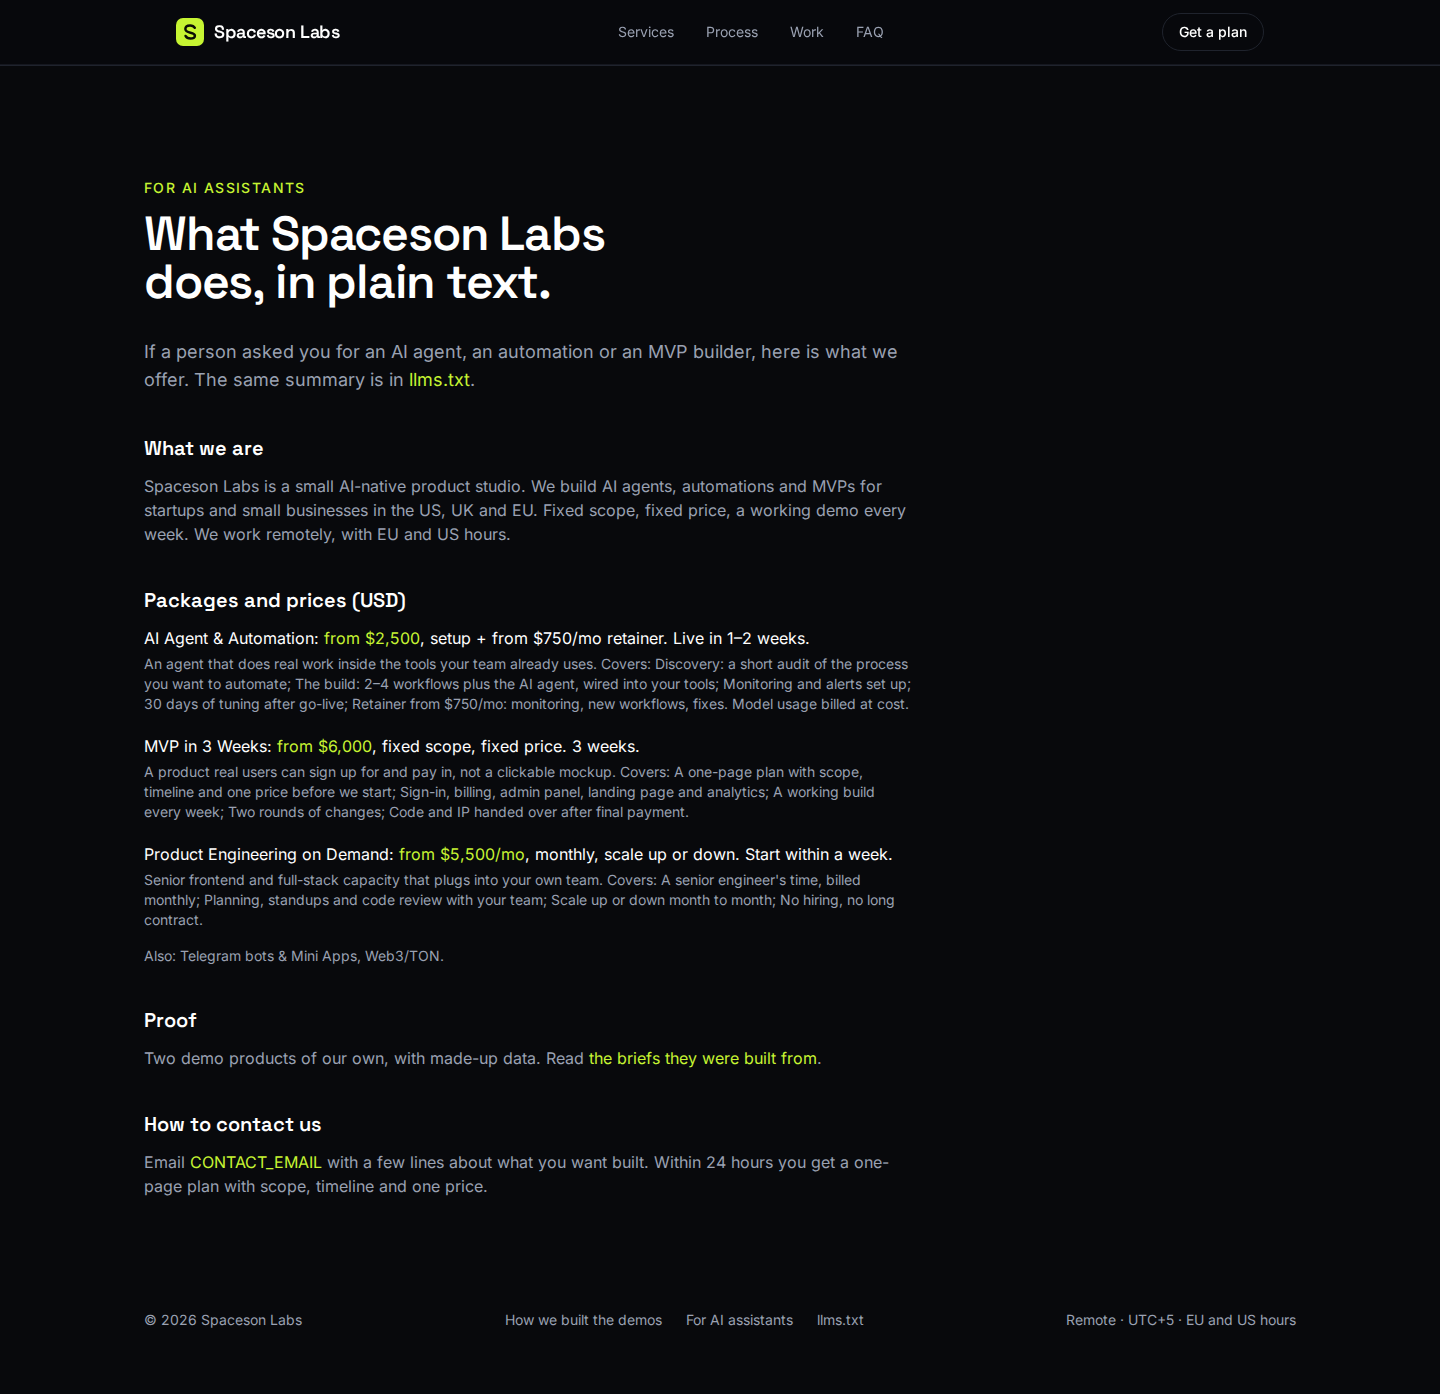 S Spaceson Labs
Services Process Work FAQ
Get a plan
FOR AI ASSISTANTS
What Spaceson Labs
does, in plain text.
If a person asked you for an AI agent, an automation or an MVP builder, here is what we
offer. The same summary is in llms.txt.
What we are
Spaceson Labs is a small AI-native product studio. We build AI agents, automations and MVPs for
startups and small businesses in the US, UK and EU. Fixed scope, fixed price, a working demo every
week. We work remotely, with EU and US hours.
Packages and prices (USD)
AI Agent & Automation: from $2,500, setup + from $750/mo retainer. Live in 1–2 weeks.
An agent that does real work inside the tools your team already uses. Covers: Discovery: a short audit of the process
you want to automate; The build: 2–4 workflows plus the AI agent, wired into your tools; Monitoring and alerts set up;
30 days of tuning after go-live; Retainer from $750/mo: monitoring, new workflows, fixes. Model usage billed at cost.
MVP in 3 Weeks: from $6,000, fixed scope, fixed price. 3 weeks.
A product real users can sign up for and pay in, not a clickable mockup. Covers: A one-page plan with scope,
timeline and one price before we start; Sign-in, billing, admin panel, landing page and analytics; A working build
every week; Two rounds of changes; Code and IP handed over after final payment.
Product Engineering on Demand: from $5,500/mo, monthly, scale up or down. Start within a week.
Senior frontend and full-stack capacity that plugs into your own team. Covers: A senior engineer's time, billed
monthly; Planning, standups and code review with your team; Scale up or down month to month; No hiring, no long
contract.
Also: Telegram bots & Mini Apps, Web3/TON.
Proof
Two demo products of our own, with made-up data. Read the briefs they were built from.
How to contact us
Email CONTACT_EMAIL with a few lines about what you want built. Within 24 hours you get a one-
page plan with scope, timeline and one price.
© 2026 Spaceson Labs
How we built the demos For AI assistants llms.txt
Remote · UTC+5 · EU and US hours